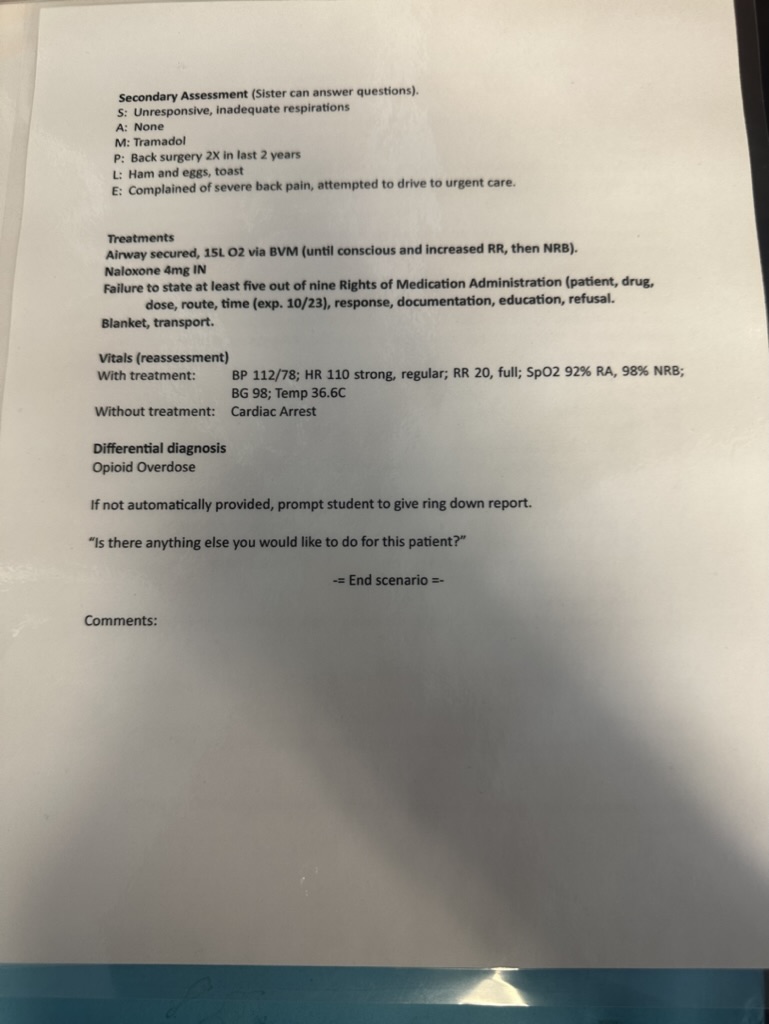 Secondary Assessment (Sister can answer questions).
S: Unresponsive, inadequate respirations
A: None
M: Tramadol
P: Back surgery 2X in last 2 years
L: Ham and eggs, toast
E: Complained of severe back pain, attempted to drive to urgent care.
Treatments
Airway secured, 15L O2 via BVM (until conscious and increased RR, then NRB).
Naloxone 4mg IN
Failure to state at least five out of nine Rights of Medication Administration (patient, drug,
dose, route, time (exp. 10/23), response, documentation, education, refusal.
Blanket, transport.
Vitals (reassessment)
With treatment: BP 112/78; HR 110 strong, regular; RR 20, full; SpO2 92% RA, 98% NRB;
BG 98; Temp 36.6C
Without treatment: Cardiac Arrest
Differential diagnosis
Opioid Overdose
If not automatically provided, prompt student to give ring down report.
"Is there anything else you would like to do for this patient?"
-= End scenario =-
Comments: